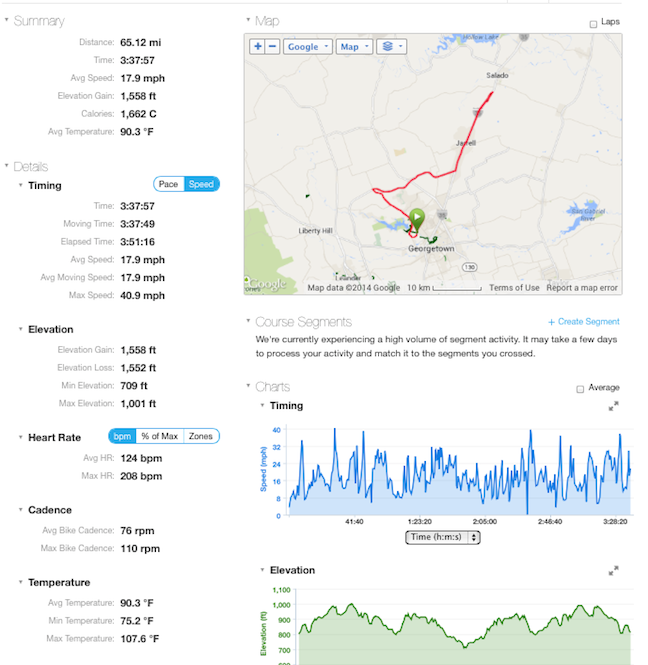 Summary
Distance: 65.12 mi
Time: 3:37:57
Avg Speed: 17.9 mph
Elevation Gain: 1,558 ft
Calories: 1,662 C
Avg Temperature: 90.3 °F
Details
Timing
Pace Speed
Time: 3:37:57
Moving Time: 3:37:49
Elapsed Time: 3:51:16
Avg Speed: 17.9 mph
Avg Moving Speed: 17.9 mph
Max Speed: 40.9 mph
Elevation
Elevation Gain: 1,558 ft
Elevation Loss: 1,552 ft
Min Elevation: 709 ft
Max Elevation: 1,001 ft
Heart Rate
bpm % of Max Zones
Avg HR: 124 bpm
Max HR: 208 bpm
Cadence
Avg Bike Cadence: 76 rpm
Max Bike Cadence: 110 rpm
Temperature
Avg Temperature: 90.3 °F
Min Temperature: 75.2 °F
Max Temperature: 107.6 °F
Map
Laps
+ − Google Map
Salado
Jarrell
Liberty Hill
Georgetown
San Gabriel
River
130
Leander
Google
Map data ©2014 Google 10 km Terms of Use Report a map error
Course Segments
+ Create Segment
We're currently experiencing a high volume of segment activity. It may take a few days
to process your activity and match it to the segments you crossed.
Charts
Average
Timing
Speed (mph)
40
32
24
16
8
0
41:40 1:23:20 2:05:00 2:46:40 3:28:20
Time (h:m:s)
Elevation
Elevation (ft)
1,100
1,000
900
800
700